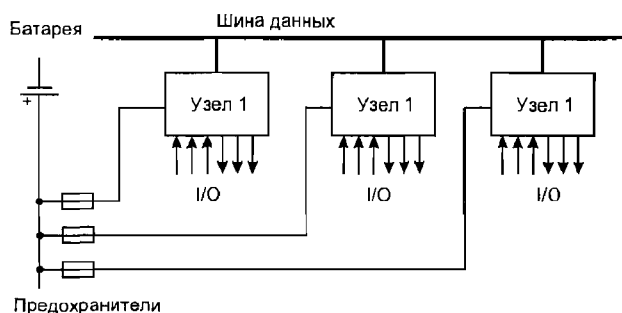 Шина данных
Батарея
+
Узел 1
Узел 1
Узел 1
I/O
I/O
I/O
Предохранители